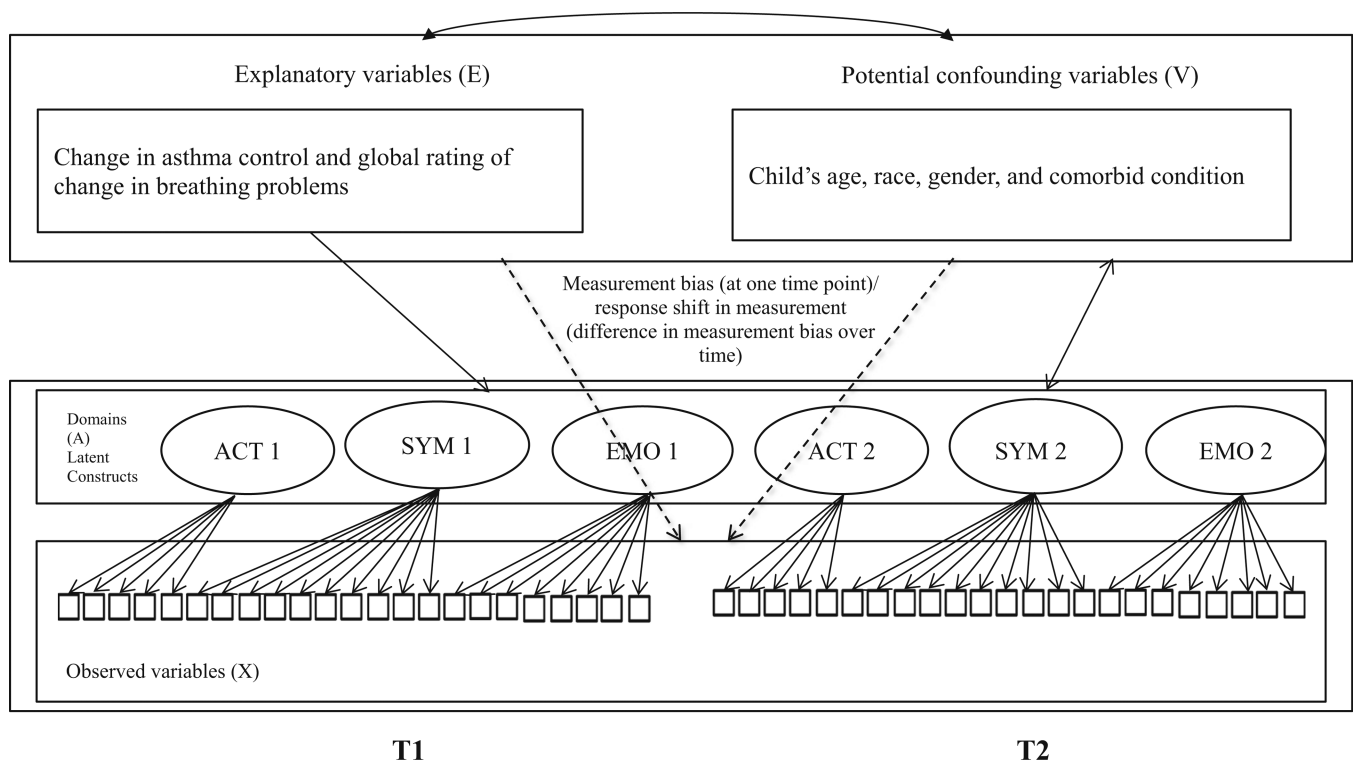 Explanatory variables (E)
Potential confounding variables (V)
Change in asthma control and global rating of
change in breathing problems
Child’s age, race, gender, and comorbid condition
Measurement bias (at one time point)/
response shift in measurement
(difference in measurement bias over
time)
Domains
(A)
Latent
Constructs
ACT 1
SYM 1
EMO 1
ACT 2
SYM 2
EMO 2
Observed variables (X)
T1
T2